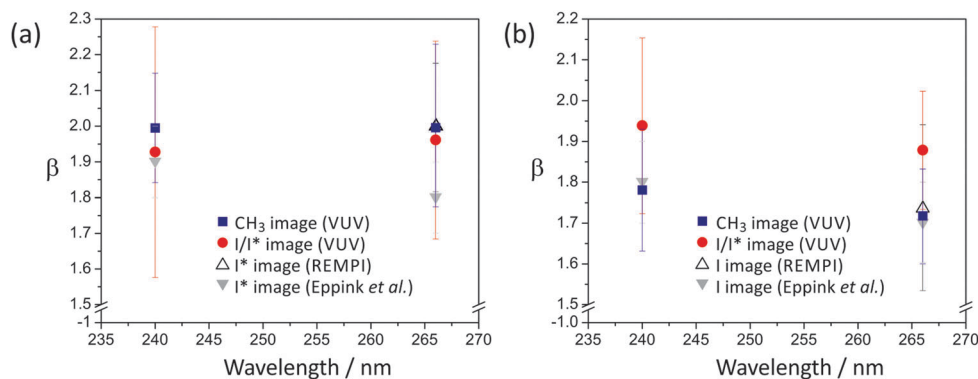 (a)
2.3
2.2
2.1
2.0
1.9
1.8
1.7
1.6
1.5
-1
β
CH₃ image (VUV)
I/I* image (VUV)
I* image (REMPI)
I* image (Eppink et al.)
235 240 245 250 255 260 265 270
Wavelength / nm
(b)
2.2
2.1
2.0
1.9
1.8
1.7
1.6
1.5
-1.0
β
CH₃ image (VUV)
I/I* image (VUV)
I image (REMPI)
I image (Eppink et al.)
235 240 245 250 255 260 265 270
Wavelength / nm